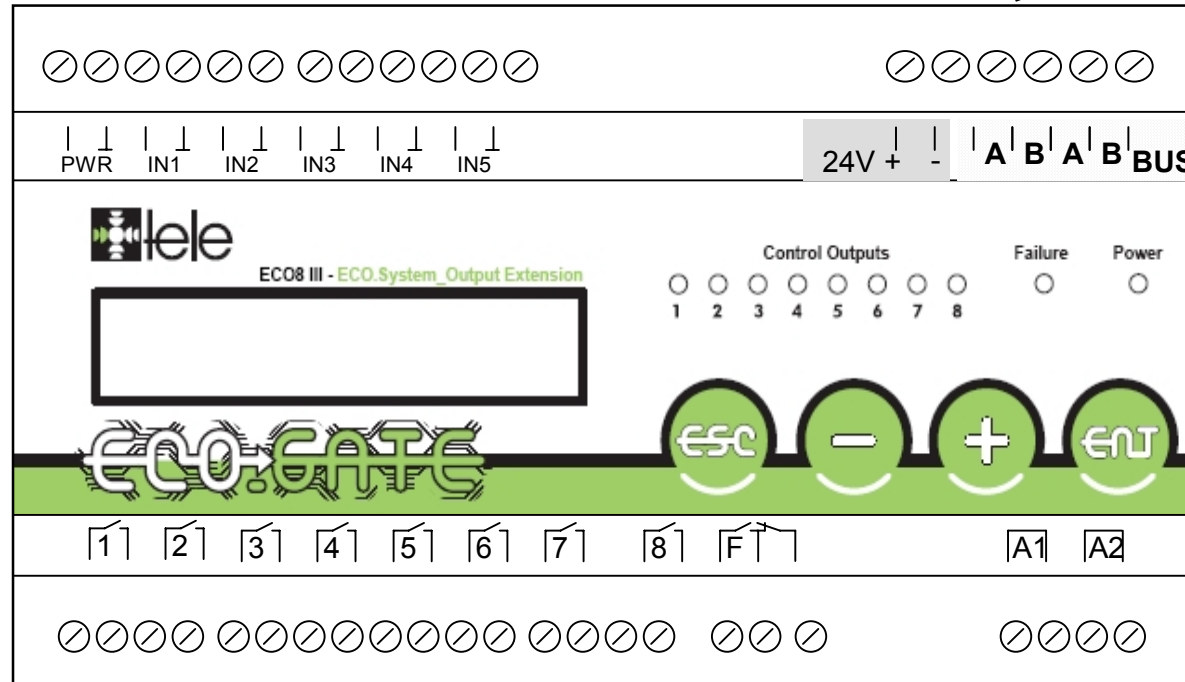 PWR IN1 IN2 IN3 IN4 IN5 24V + - A B A B BUS
tele
ECO8 III - ECO.System_Output Extension
Control Outputs Failure Power
1 2 3 4 5 6 7 8
ECO.GATE
ESC - + ENT
1 2 3 4 5 6 7 8 F A1 A2